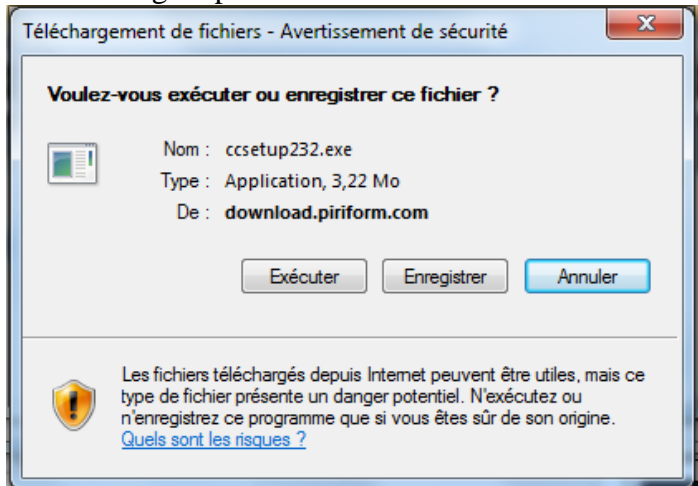 Téléchargement de fichiers - Avertissement de sécurité
Voulez-vous exécuter ou enregistrer ce fichier ?
Nom : ccsetup232.exe
Type : Application, 3,22 Mo
De : download.piriform.com
Exécuter Enregistrer Annuler
Les fichiers téléchargés depuis Internet peuvent être utiles, mais ce
type de fichier présente un danger potentiel. N'exécutez ou
n'enregistrez ce programme que si vous êtes sûr de son origine.
Quels sont les risques ?